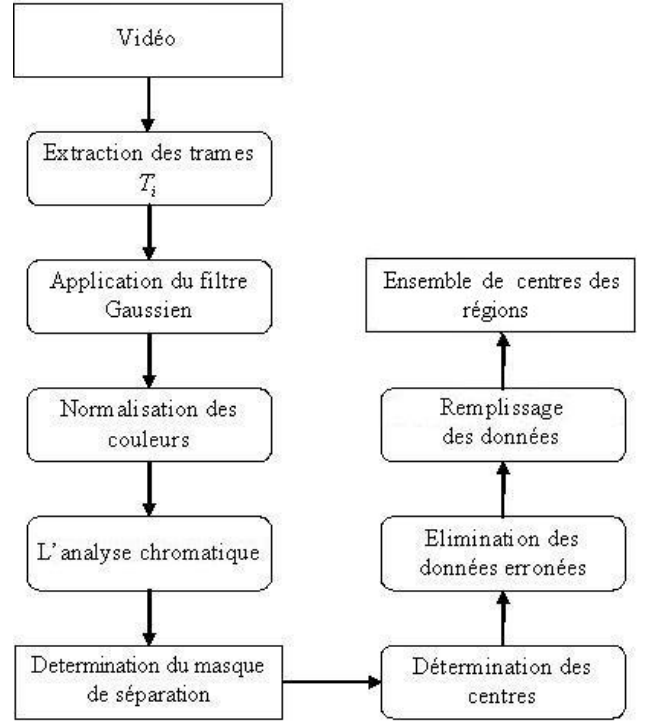 Vidéo
Extraction des trames
T_i
Application du filtre
Gaussien
Normalisation des
couleurs
L'analyse chromatique
Determination du masque
de séparation
Détermination des
centres
Elimination des
données erronées
Remplissage
des données
Ensemble de centres des
régions